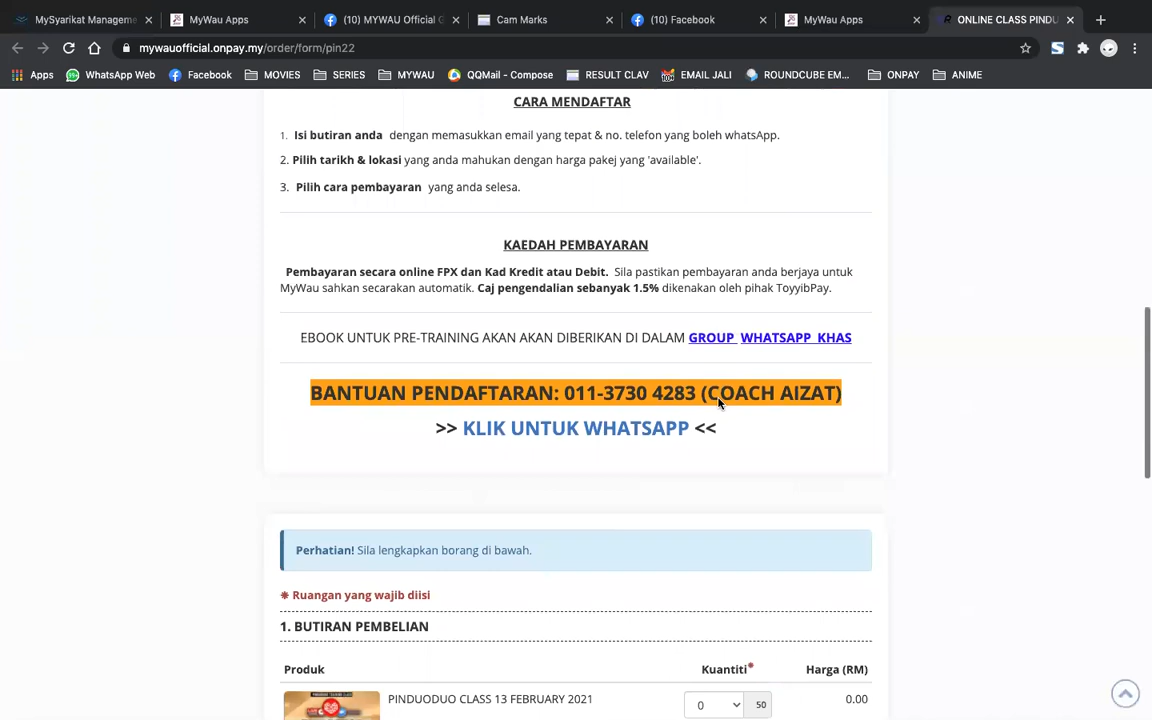 MySyarikat Manageme
MyWau Apps
(10) MYWAU Official G
Cam Marks
(10) Facebook
MyWau Apps
ONLINE CLASS PINDU
mywauofficial.onpay.my/order/form/pin22
Apps
WhatsApp Web
Facebook
MOVIES
SERIES
MYWAU
QQMail - Compose
RESULT CLAV
EMAIL JALI
ROUNDCUBE EM...
ONPAY
ANIME
CARA MENDAFTAR
1. Isi butiran anda dengan memasukkan email yang tepat & no. telefon yang boleh whatsApp.
2. Pilih tarikh & lokasi yang anda mahukan dengan harga pakej yang 'available'.
3. Pilih cara pembayaran yang anda selesa.
KAEDAH PEMBAYARAN
Pembayaran secara online FPX dan Kad Kredit atau Debit. Sila pastikan pembayaran anda berjaya untuk
MyWau sahkan secarakan automatik. Caj pengendalian sebanyak 1.5% dikenakan oleh pihak ToyyibPay.
EBOOK UNTUK PRE-TRAINING AKAN AKAN DIBERIKAN DI DALAM GROUP WHATSAPP KHAS
BANTUAN PENDAFTARAN: 011-3730 4283 (COACH AIZAT)
>> KLIK UNTUK WHATSAPP <<
Perhatian! Sila lengkapkan borang di bawah.
* Ruangan yang wajib diisi
1. BUTIRAN PEMBELIAN
Produk Kuantiti* Harga (RM)
PINDUODUO CLASS 13 FEBRUARY 2021 0 50 0.00